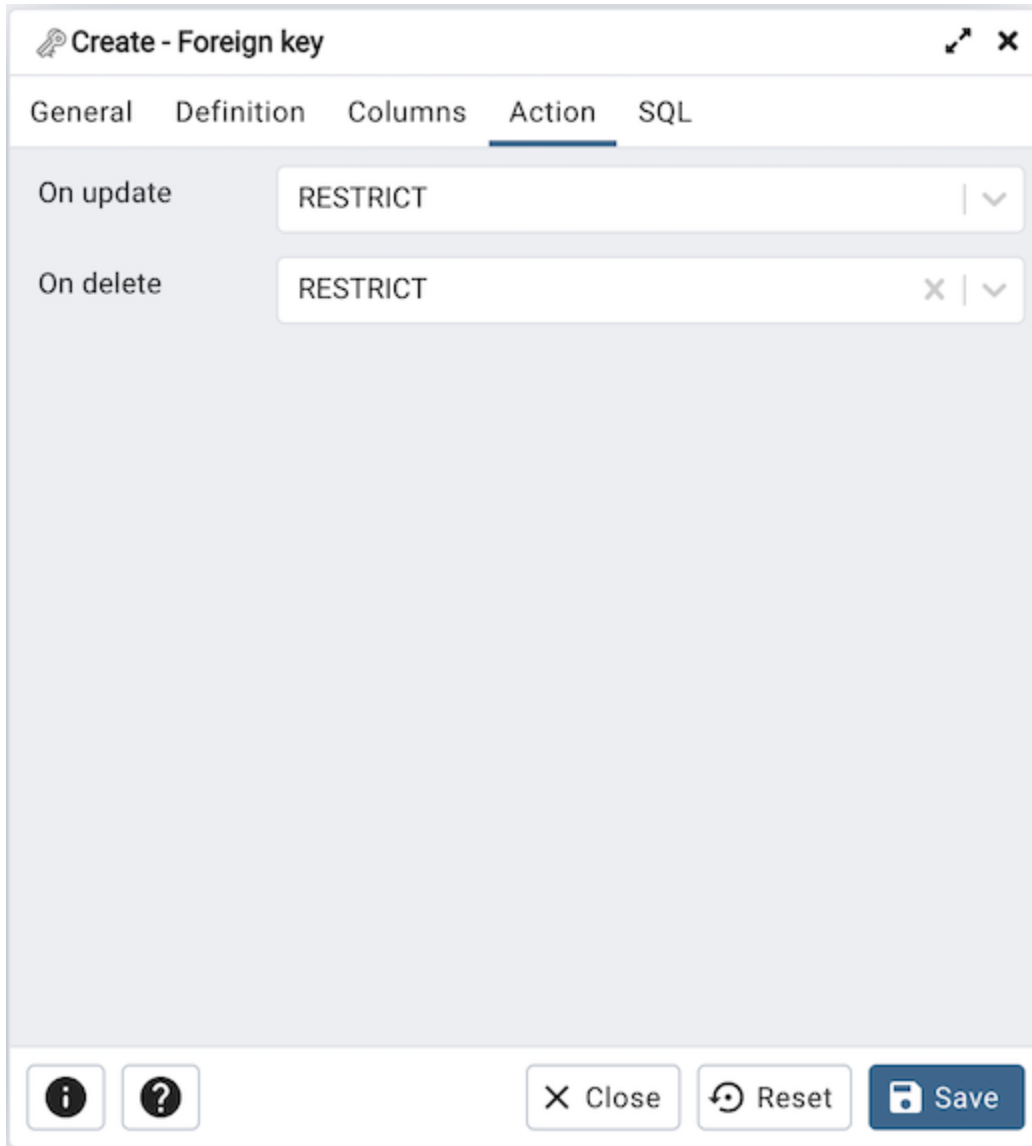 Create - Foreign key
General Definition Columns Action SQL
On update RESTRICT
On delete RESTRICT
Close Reset Save